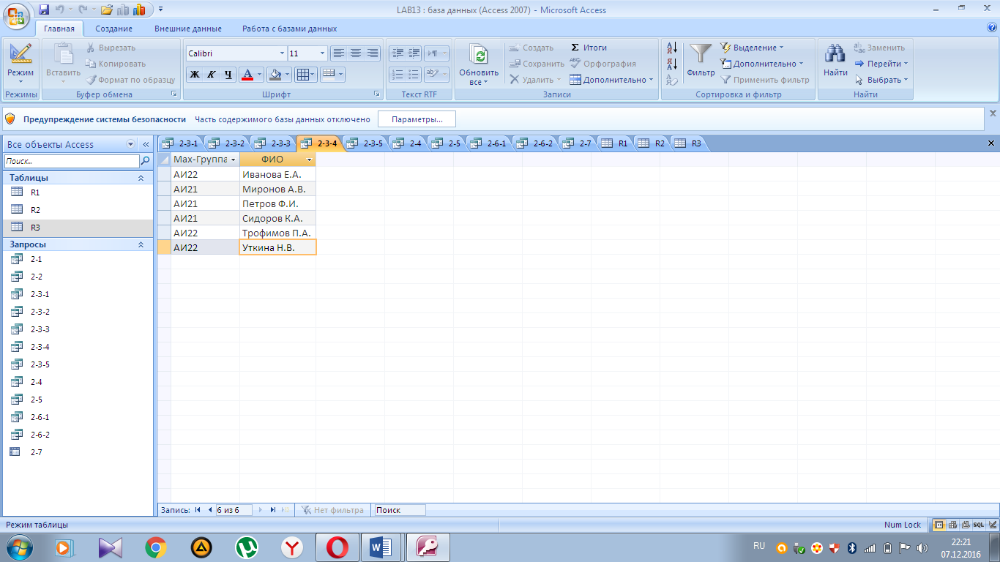 LAB13 : база данных (Access 2007) - Microsoft Access
Главная Создание Внешние данные Работа с базами данных
Режим
Режимы
Вставить
Вырезать
Копировать
Формат по образцу
Буфер обмена
Calibri 11
Ж К Ч А
Шрифт
Текст RTF
Обновить
все
Создать
Сохранить
Удалить
Итоги
Орфография
Дополнительно
Записи
Фильтр
Выделение
Дополнительно
Применить фильтр
Сортировка и фильтр
Найти
Заменить
Перейти
Выбрать
Найти
Предупреждение системы безопасности Часть содержимого базы данных отключено Параметры...
Все объекты Access
Поиск...
Таблицы
R1
R2
R3
Запросы
2-1
2-2
2-3-1
2-3-2
2-3-3
2-3-4
2-3-5
2-4
2-5
2-6-1
2-6-2
2-7
2-3-1 2-3-2 2-3-3 2-3-4 2-3-5 2-4 2-5 2-6-1 2-6-2 2-7 R1 R2 R3
Max-Группа ФИО
АИ22 Иванова Е.А.
АИ21 Миронов А.В.
АИ21 Петров Ф.И.
АИ21 Сидоров К.А.
АИ22 Трофимов П.А.
АИ22 Уткина Н.В.
Запись: 6 из 6 Нет фильтра Поиск
Режим таблицы Num Lock SQL
RU 22:21
07.12.2016